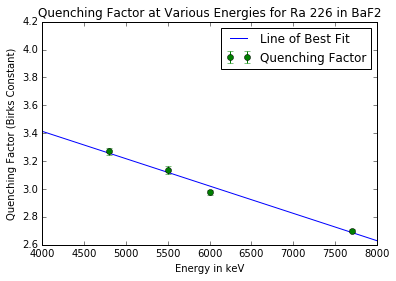 Quenching Factor at Various Energies for Ra 226 in BaF2
4.2
4.0
3.8
3.6
3.4
3.2
3.0
2.8
2.6
Quenching Factor (Birks Constant)
Line of Best Fit
Quenching Factor
4000 4500 5000 5500 6000 6500 7000 7500 8000
Energy in keV